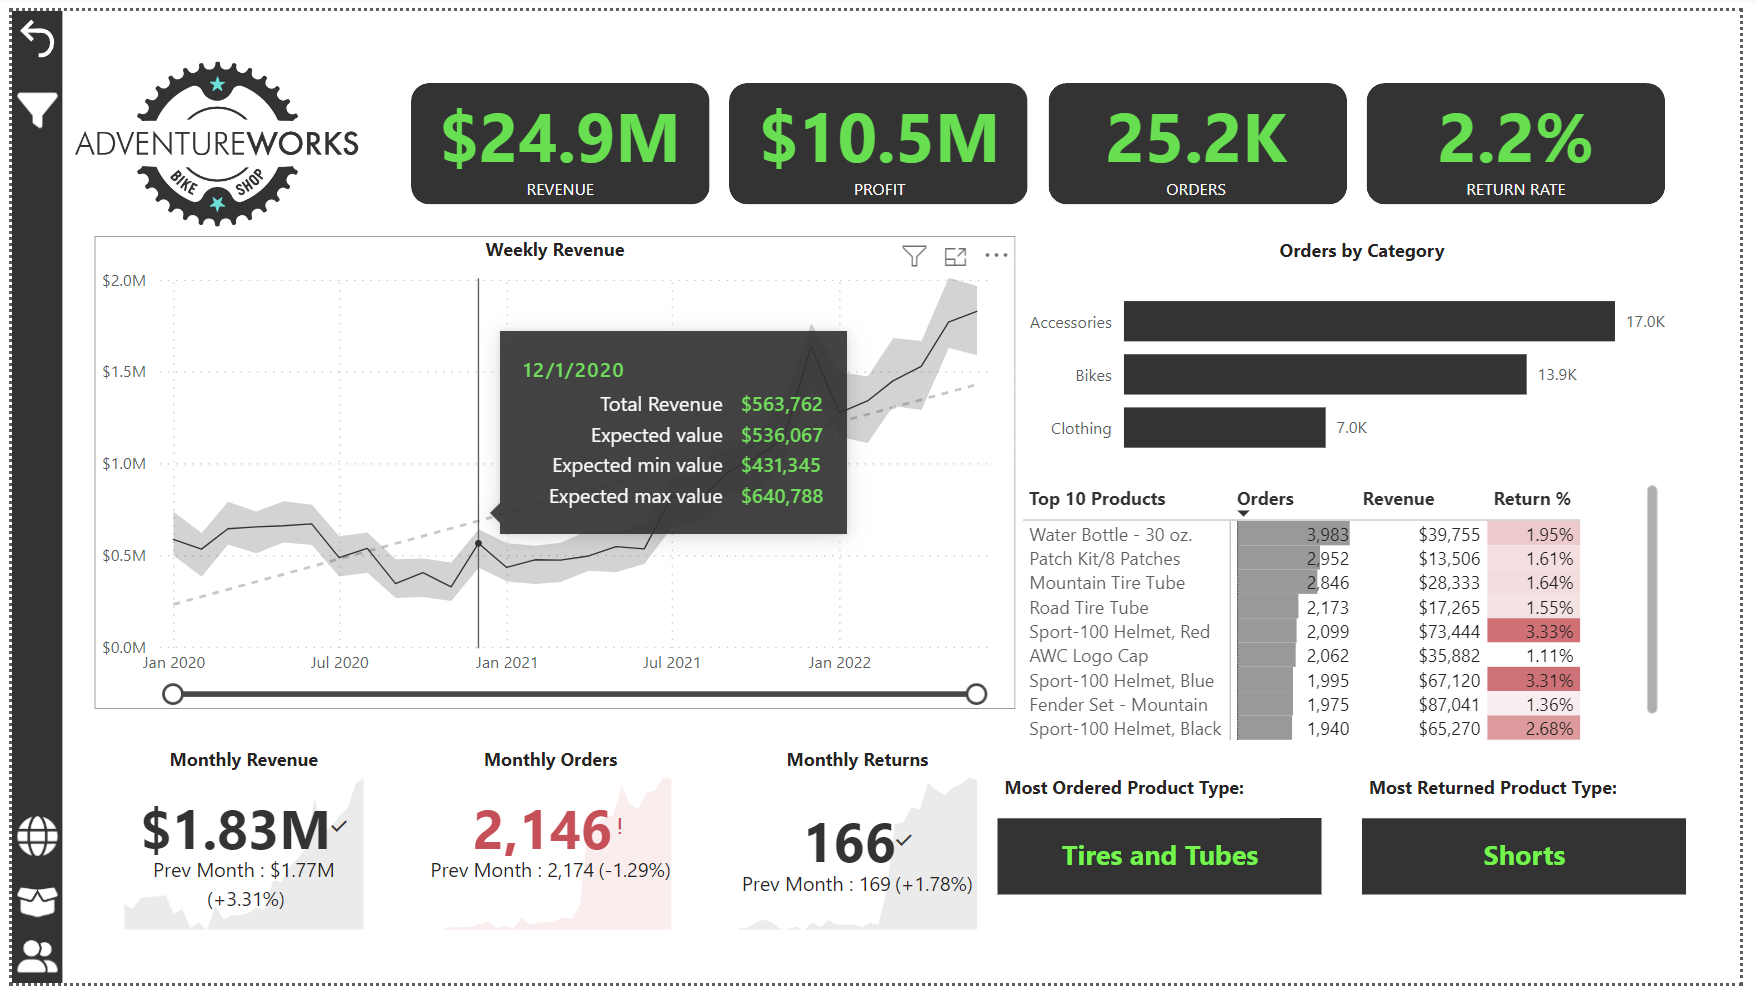 ADVENTUREWORKS
BIKE SHOP
$24.9M
REVENUE
$10.5M
PROFIT
25.2K
ORDERS
2.2%
RETURN RATE
Weekly Revenue
$2.0M
$1.5M
$1.0M
$0.5M
$0.0M
Jan 2020 Jul 2020 Jan 2021 Jul 2021 Jan 2022
12/1/2020
Total Revenue $563,762
Expected value $536,067
Expected min value $431,345
Expected max value $640,788
Orders by Category
Accessories 17.0K
Bikes 13.9K
Clothing 7.0K
Top 10 Products Orders Revenue Return %
Water Bottle - 30 oz. 3,983 $39,755 1.95%
Patch Kit/8 Patches 2,952 $13,506 1.61%
Mountain Tire Tube 2,846 $28,333 1.64%
Road Tire Tube 2,173 $17,265 1.55%
Sport-100 Helmet, Red 2,099 $73,444 3.33%
AWC Logo Cap 2,062 $35,882 1.11%
Sport-100 Helmet, Blue 1,995 $67,120 3.31%
Fender Set - Mountain 1,975 $87,041 1.36%
Sport-100 Helmet, Black 1,940 $65,270 2.68%
Monthly Revenue
$1.83M
Prev Month : $1.77M
(+3.31%)
Monthly Orders
2,146!
Prev Month : 2,174 (-1.29%)
Monthly Returns
166
Prev Month : 169 (+1.78%)
Most Ordered Product Type:
Tires and Tubes
Most Returned Product Type:
Shorts